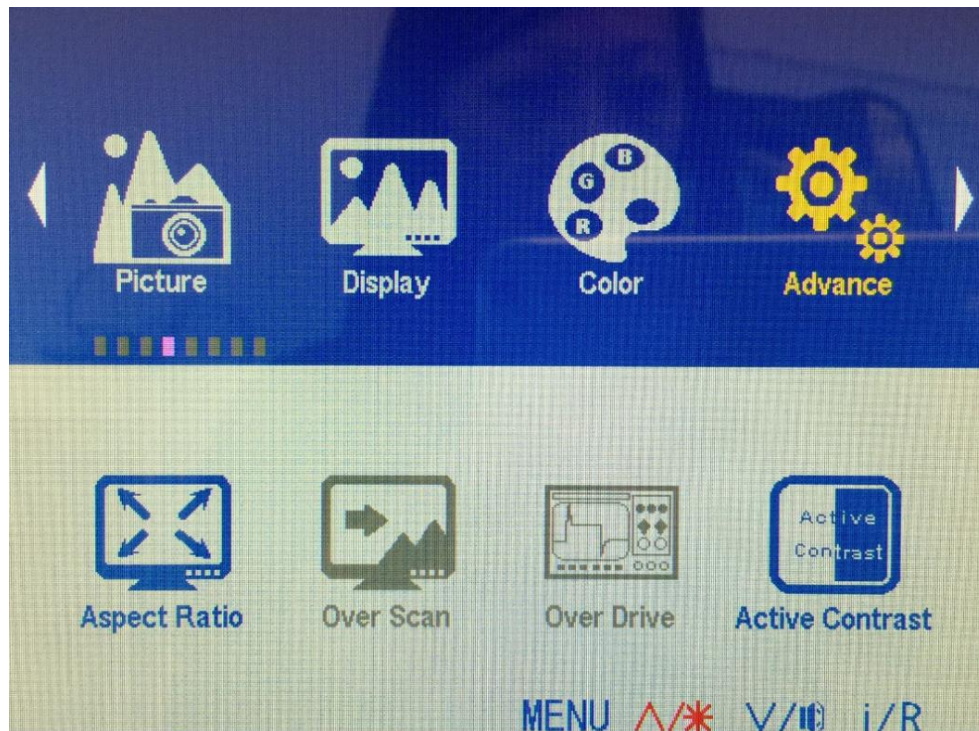 B
G
R
Picture Display Color Advance
Active
Contrast
Aspect Ratio Over Scan Over Drive Active Contrast
MENU ∧/☀ ∨/🔊 i/R